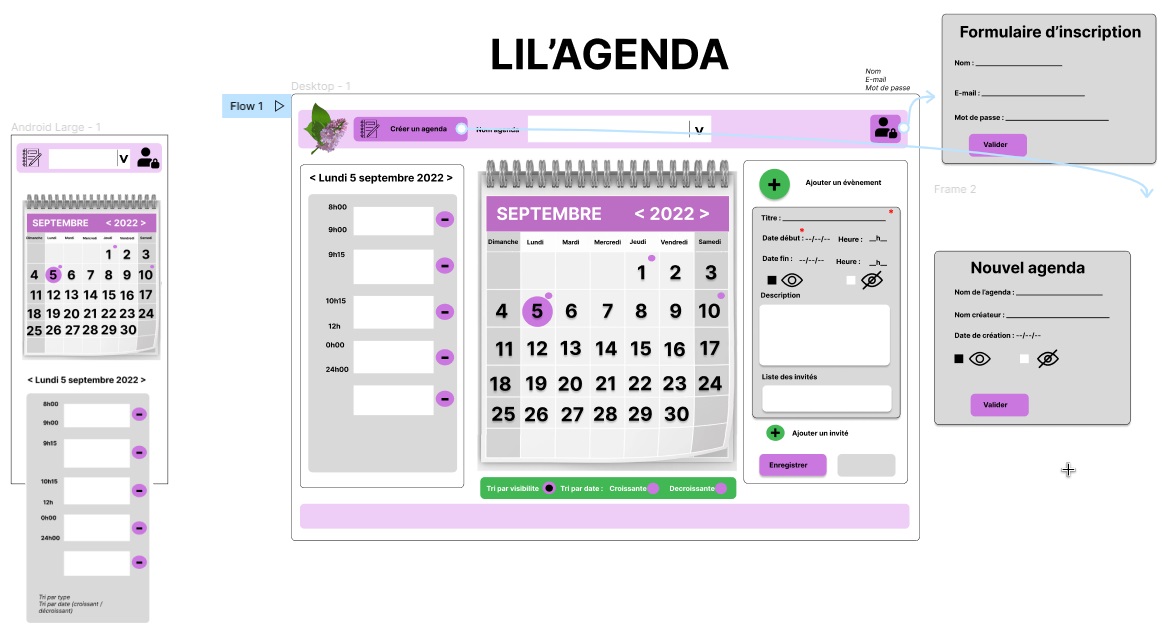 LIL’AGENDA
Desktop - 1
Nom
E-mail
Mot de passe
Flow 1
Créer un agenda
Nom agenda
v
Android Large - 1
v
SEPTEMBRE < 2022 >
Dimanche Lundi Mardi Mercredi Jeudi Vendredi Samedi
1 2 3
4 5 6 7 8 9 10
11 12 13 14 15 16 17
18 19 20 21 22 23 24
25 26 27 28 29 30
< Lundi 5 septembre 2022 >
8h00
9h00
9h15
10h15
12h
0h00
24h00
Tri par type
Tri par date (croissant /
décroissant)
< Lundi 5 septembre 2022 >
8h00
9h00
9h15
10h15
12h
0h00
24h00
SEPTEMBRE < 2022 >
Dimanche Lundi Mardi Mercredi Jeudi Vendredi Samedi
1 2 3
4 5 6 7 8 9 10
11 12 13 14 15 16 17
18 19 20 21 22 23 24
25 26 27 28 29 30
Tri par visibilite Tri par date : Croissante Decroissante
Ajouter un évènement
Titre : *
Date début : --/--/-- Heure : __h__
Date fin : --/--/-- Heure : __h__
Description
Liste des invités
Ajouter un invité
Enregistrer
Formulaire d’inscription
Nom :
E-mail :
Mot de passe :
Valider
Frame 2
Nouvel agenda
Nom de l’agenda :
Nom créateur :
Date de création : --/--/--
Valider